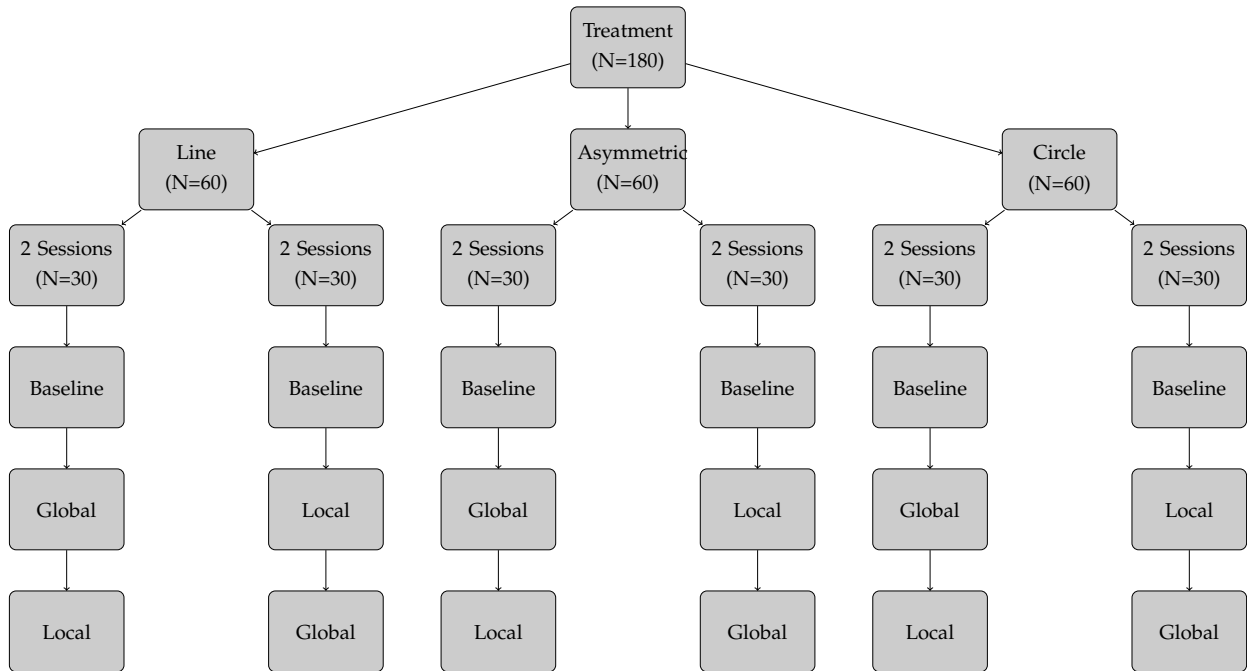 Treatment
(N=180)
Line
(N=60)
Asymmetric
(N=60)
Circle
(N=60)
2 Sessions
(N=30)
2 Sessions
(N=30)
2 Sessions
(N=30)
2 Sessions
(N=30)
2 Sessions
(N=30)
2 Sessions
(N=30)
Baseline
Baseline
Baseline
Baseline
Baseline
Baseline
Global
Local
Global
Local
Global
Local
Local
Global
Local
Global
Local
Global